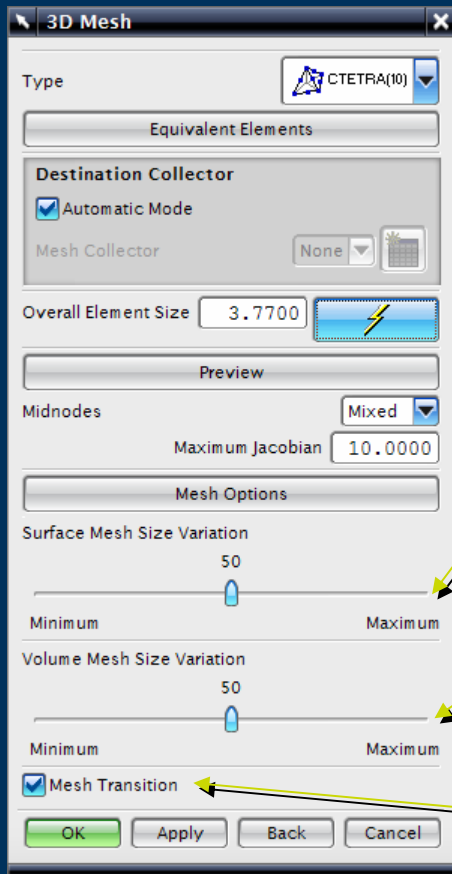 3D Mesh
Type CTETRA(10)
Equivalent Elements
Destination Collector
Automatic Mode
Mesh Collector None
Overall Element Size 3.7700
Preview
Midnodes Mixed
Maximum Jacobian 10.0000
Mesh Options
Surface Mesh Size Variation
50
Minimum Maximum
Volume Mesh Size Variation
50
Minimum Maximum
Mesh Transition
OK Apply Back Cancel